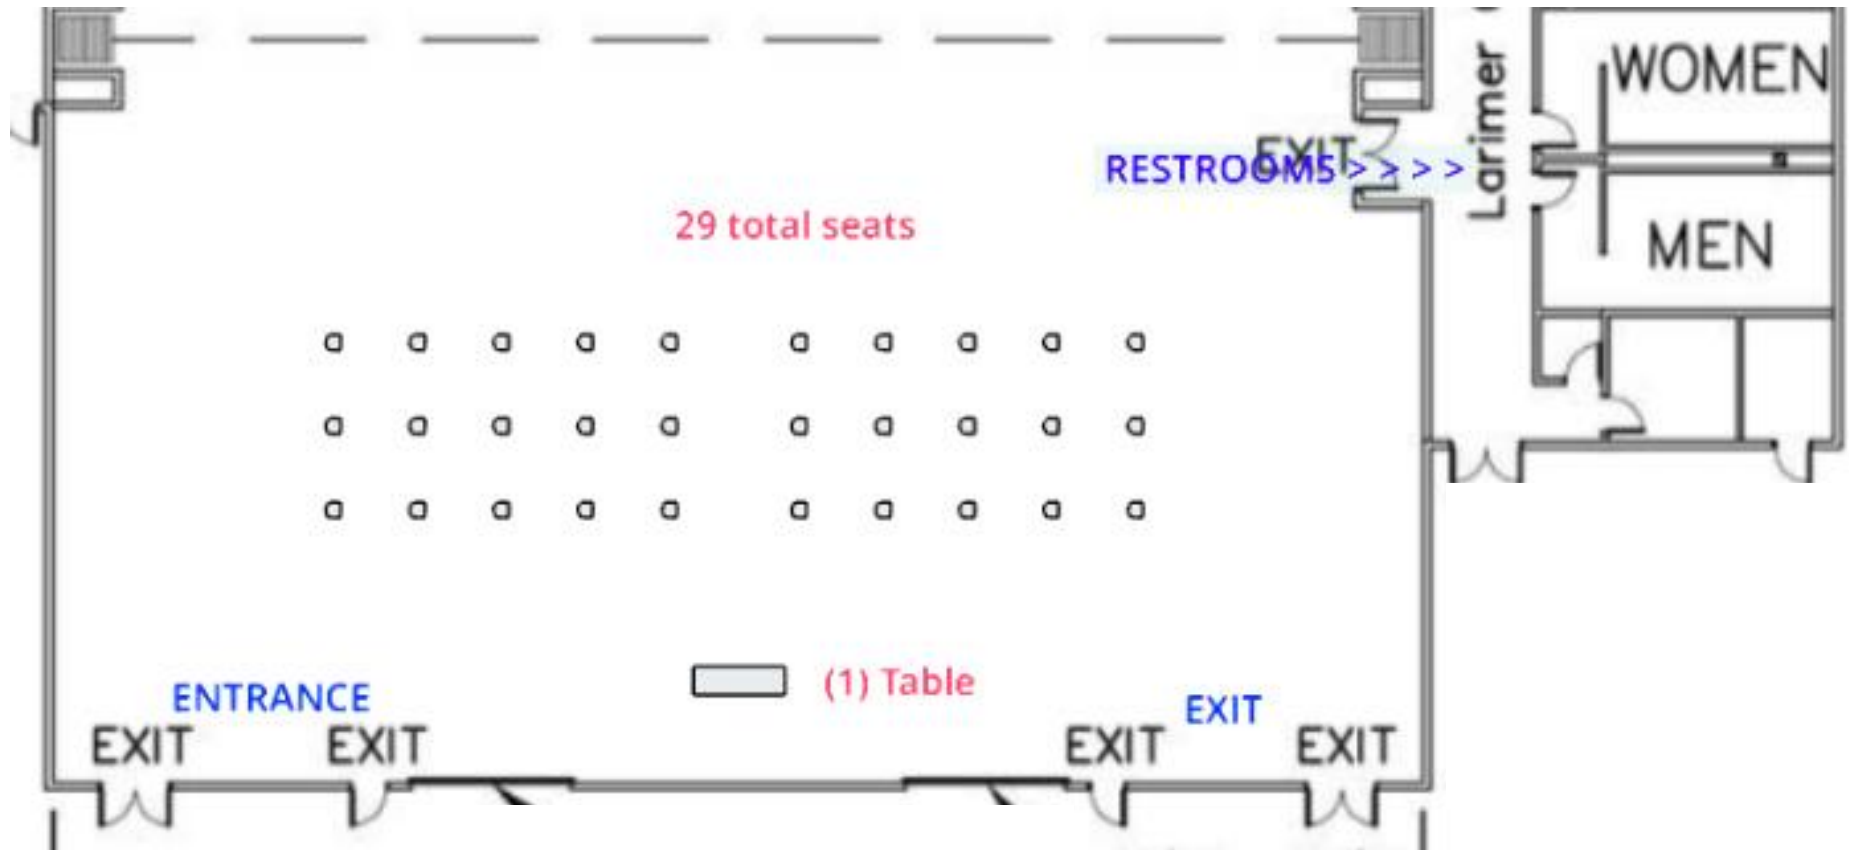 WOMEN
Larimer
EXIT
RESTROOMS > > > >
29 total seats
MEN
(1) Table
ENTRANCE
EXIT
EXIT
EXIT
EXIT
EXIT